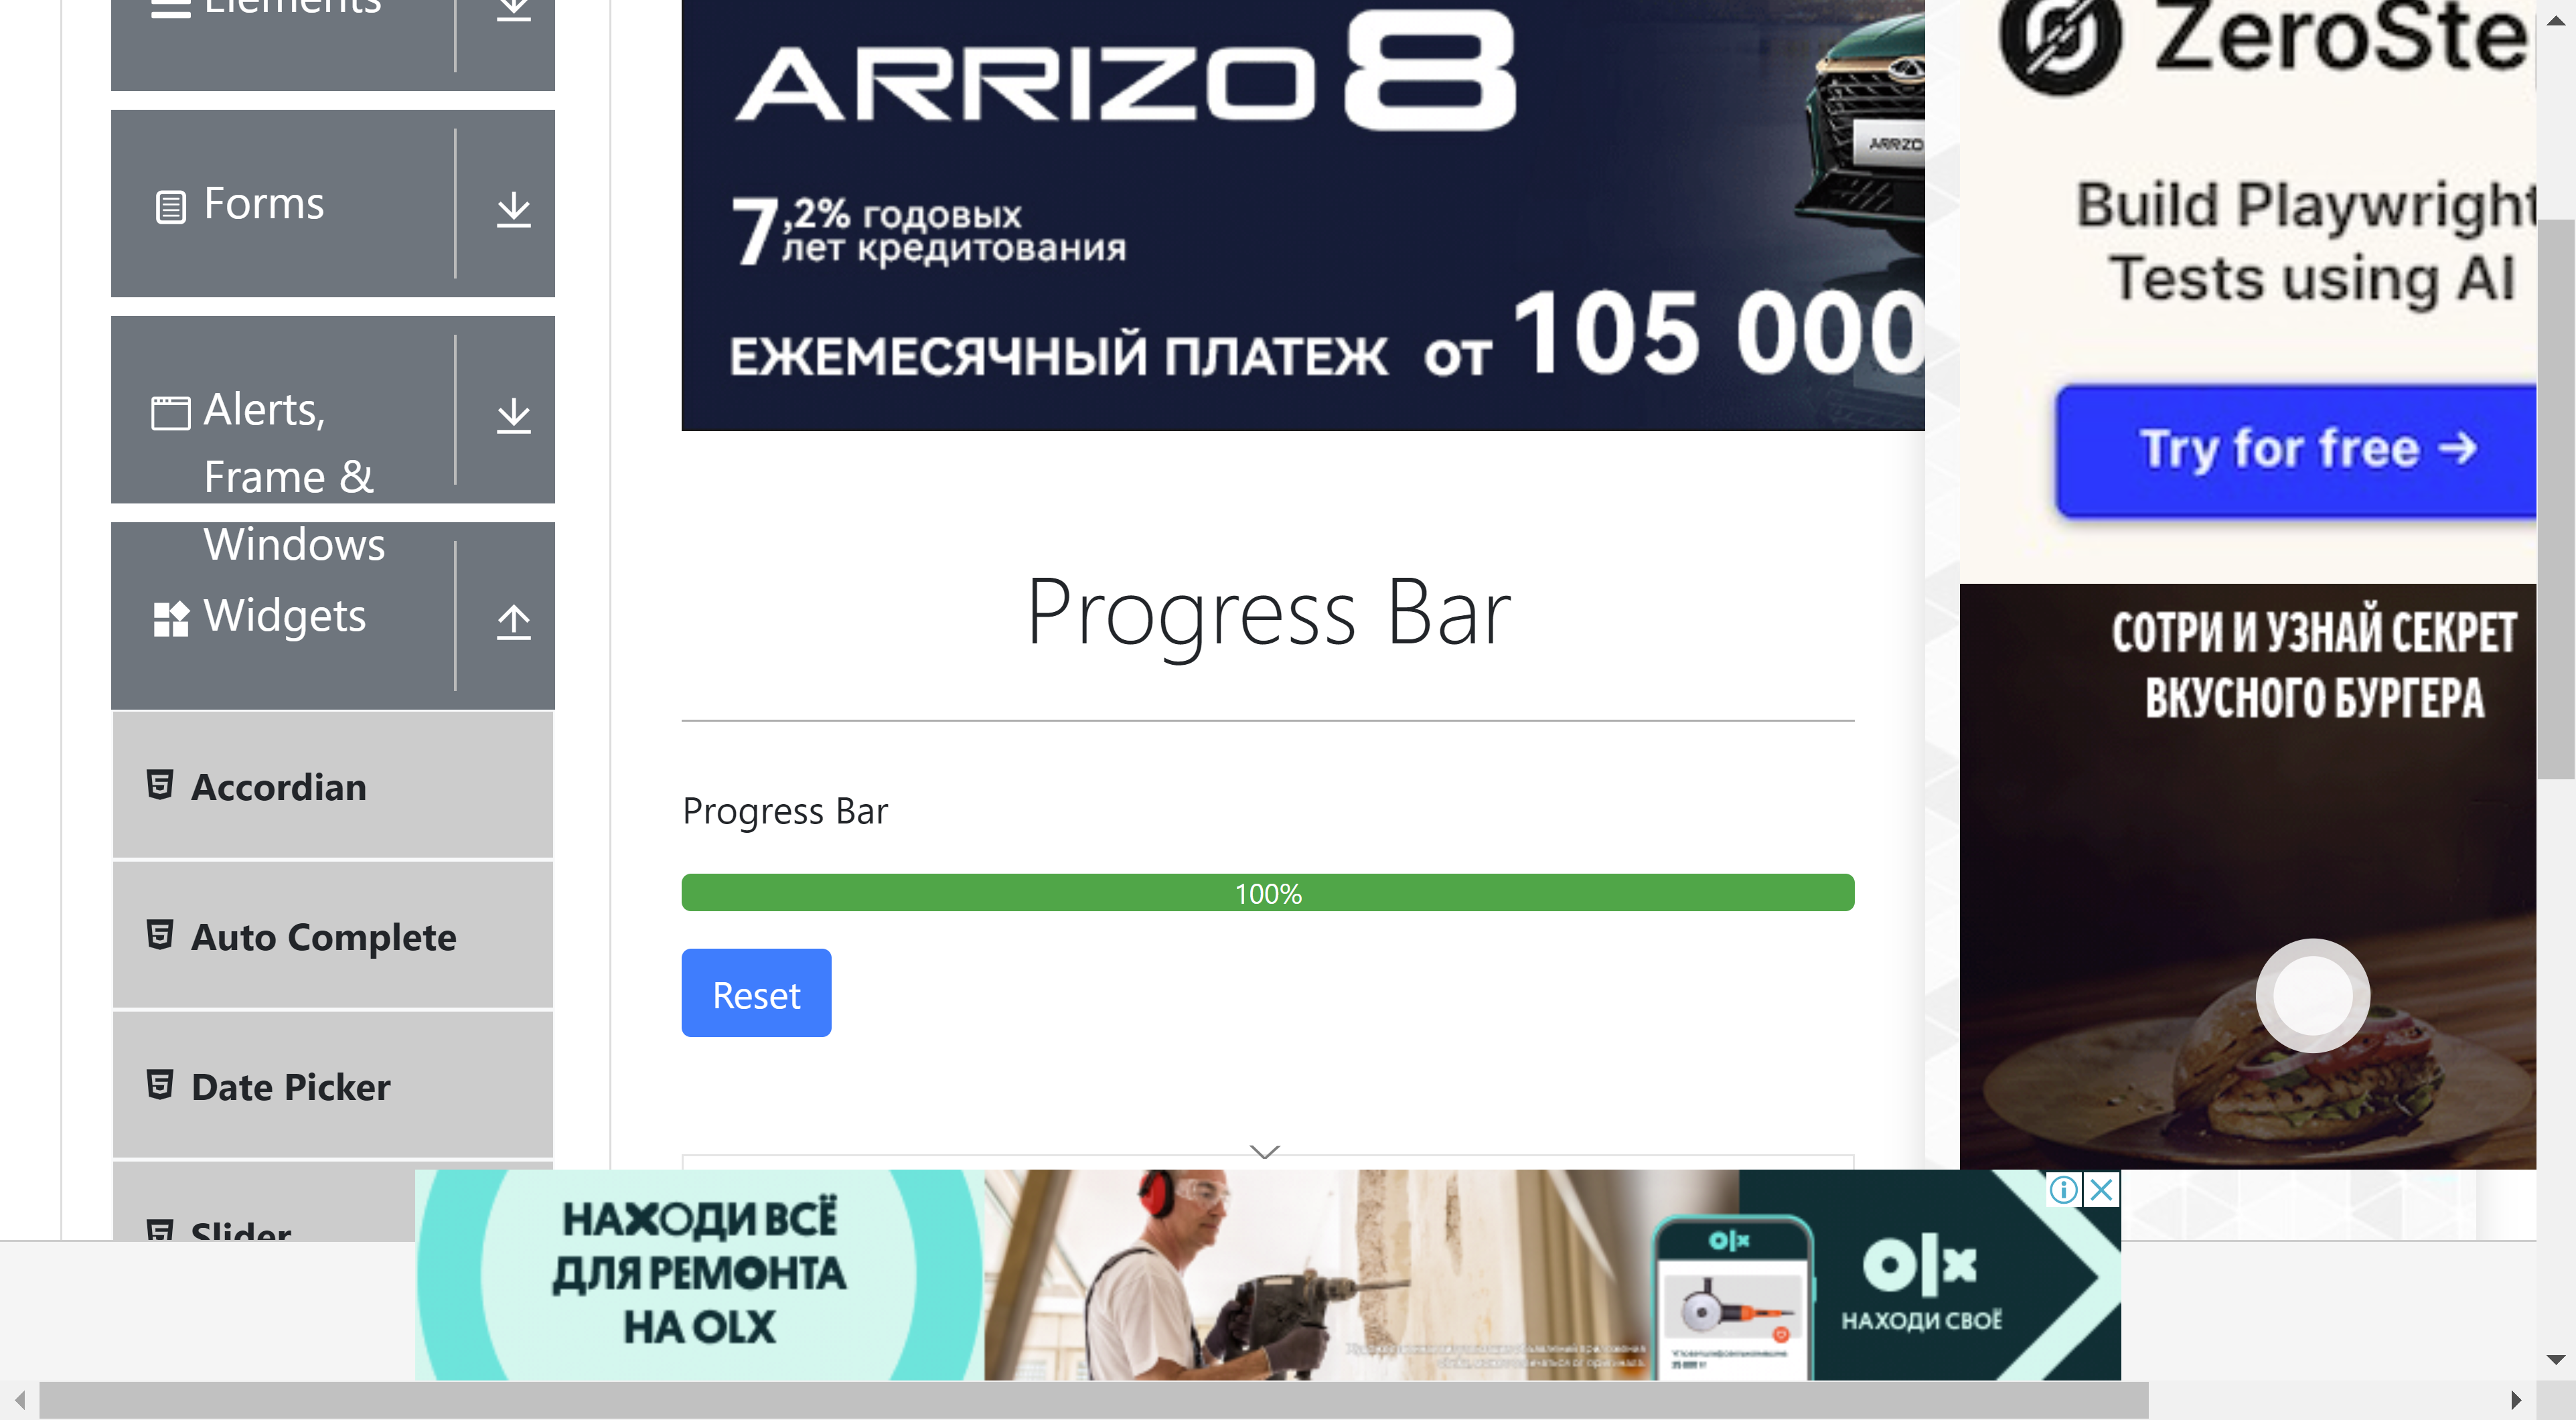 Elements
Forms
Alerts,
Frame &
Windows
Widgets
Accordian
Auto Complete
Date Picker
Slider
ARRIZO 8
7,2% годовых
лет кредитования
ЕЖЕМЕСЯЧНЫЙ ПЛАТЕЖ от 105 000
ARRIZO
Progress Bar
Progress Bar
100%
Reset
Build Playwright
Tests using AI
Try for free →
СОТРИ И УЗНАЙ СЕКРЕТ
ВКУСНОГО БУРГЕРА
НАХОДИ ВСЁ
ДЛЯ РЕМОНТА
НА OLX
olx
olx
НАХОДИ СВОЁ